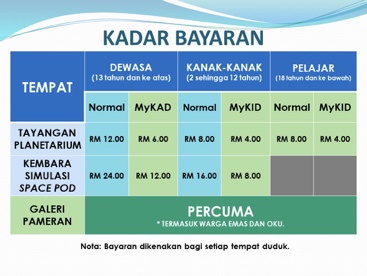 KADAR BAYARAN
TEMPAT
DEWASA
(13 tahun dan ke atas)
KANAK-KANAK
(2 sehingga 12 tahun)
PELAJAR
(18 tahun dan ke bawah)
Normal MyKAD Normal MyKID Normal MyKID
TAYANGAN
PLANETARIUM
RM 12.00 RM 6.00 RM 8.00 RM 4.00 RM 8.00 RM 4.00
KEMBARA
SIMULASI
SPACE POD
RM 24.00 RM 12.00 RM 16.00 RM 8.00
GALERI
PAMERAN
PERCUMA
* TERMASUK WARGA EMAS DAN OKU.
Nota: Bayaran dikenakan bagi setiap tempat duduk.